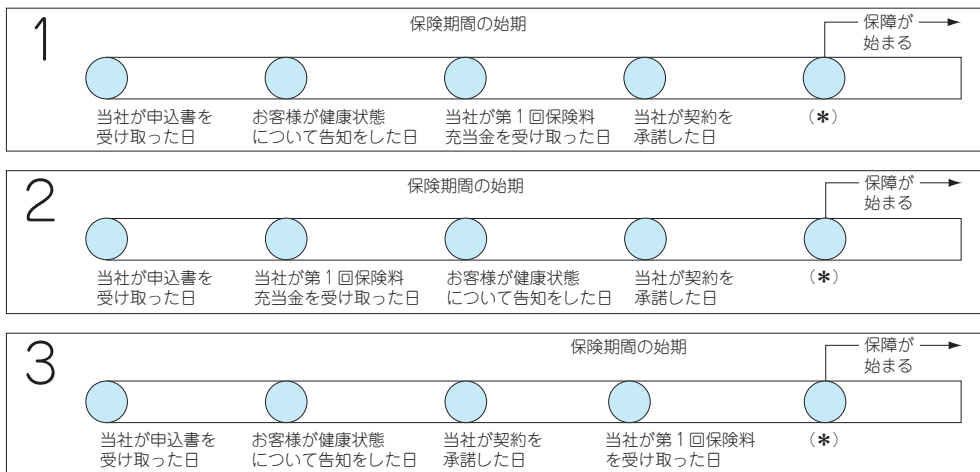 1
保険期間の始期
保障が
始まる
当社が申込書を
受け取った日
お客様が健康状態
について告知をした日
当社が第1回保険料
充当金を受け取った日
当社が契約を
承諾した日
(*)
2
保険期間の始期
保障が
始まる
当社が申込書を
受け取った日
当社が第1回保険料
充当金を受け取った日
お客様が健康状態
について告知をした日
当社が契約を
承諾した日
(*)
3
保険期間の始期
保障が
始まる
当社が申込書を
受け取った日
お客様が健康状態
について告知をした日
当社が契約を
承諾した日
当社が第1回保険料
を受け取った日
(*)